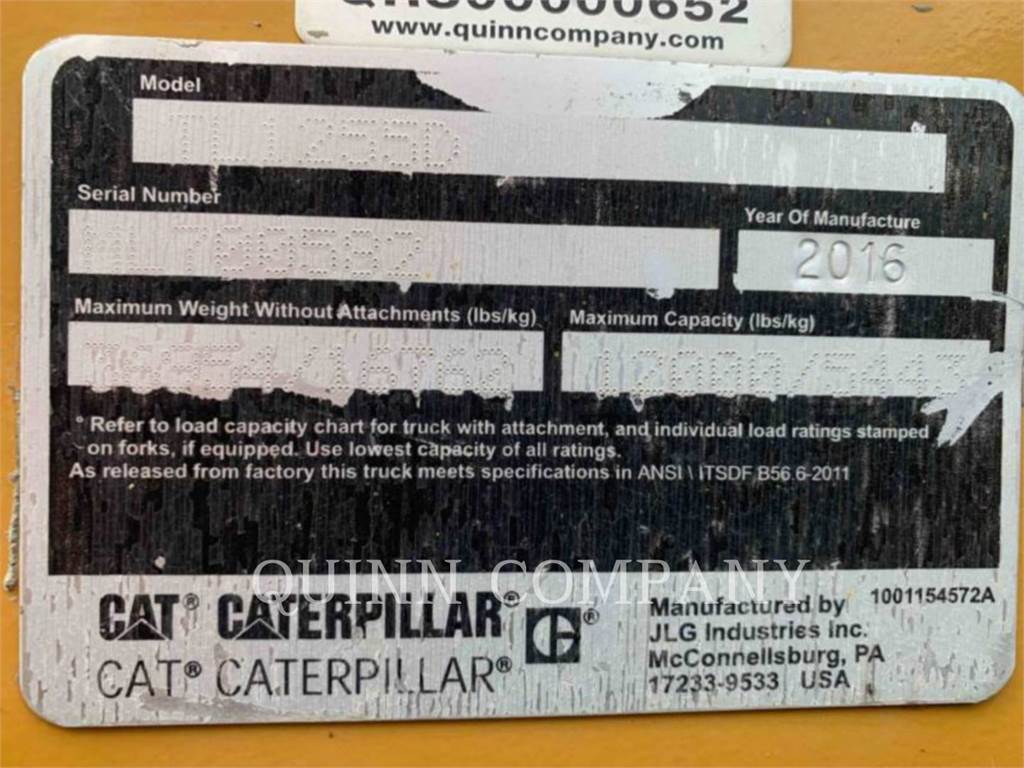 www.quinncompany.com
Model
TL1255D
Serial Number
Year Of Manufacture
WL700582
2016
Maximum Weight Without Attachments (lbs/kg)
Maximum Capacity (lbs/kg)
12000/5443
° Refer to load capacity chart for truck with attachment, and individual load ratings stamped
on forks, if equipped. Use lowest capacity of all ratings.
As released from factory this truck meets specifications in ANSI \ ITSDF B56.6-2011
QUINN COMPANY
CAT® CATERPILLAR®
CAT® CATERPILLAR®
Manufactured by
1001154572A
JLG Industries Inc.
McConnellsburg, PA
17233-9533 USA